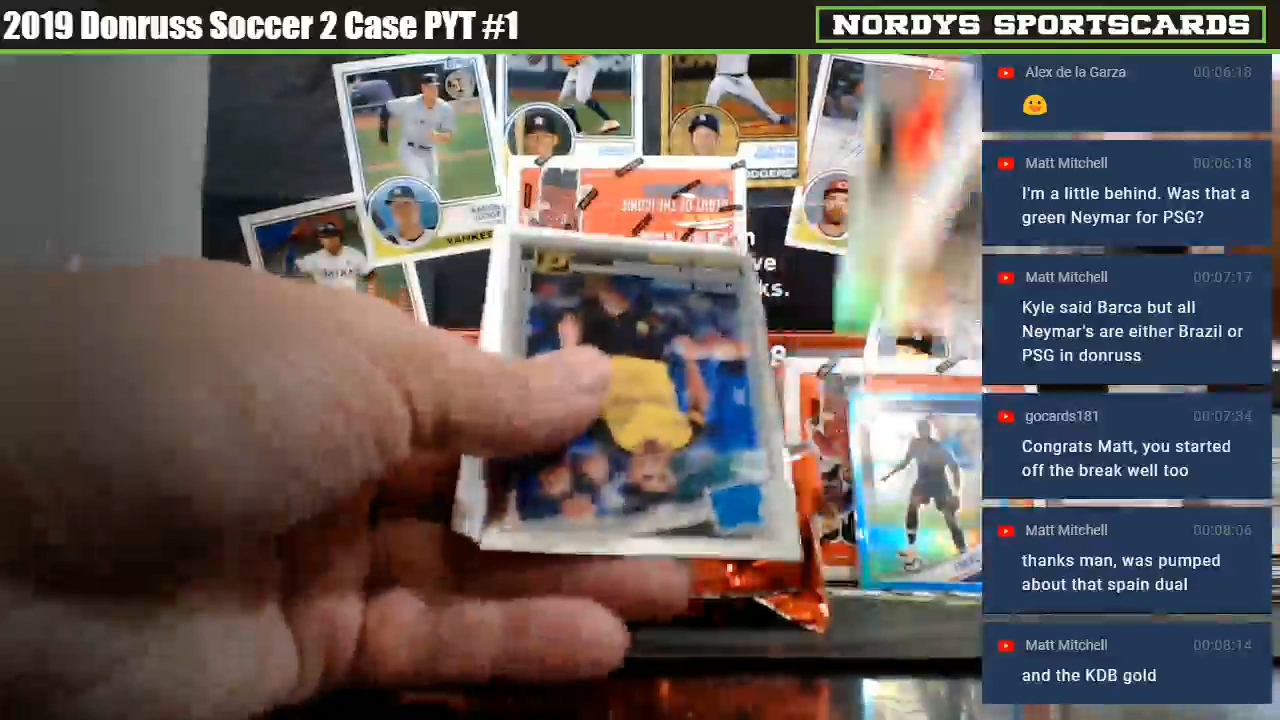 2019 Donruss Soccer 2 Case PYT #1
NORDYS SPORTSCARDS
Alex de la Garza 00:06:18
Matt Mitchell 00:06:18
I'm a little behind. Was that a
green Neymar for PSG?
Matt Mitchell 00:07:17
Kyle said Barca but all
Neymar's are either Brazil or
PSG in donruss
gocards181 00:07:34
Congrats Matt, you started
off the break well too
Matt Mitchell 00:08:06
thanks man, was pumped
about that spain dual
Matt Mitchell 00:08:14
and the KDB gold
YANKEES
DODGERS